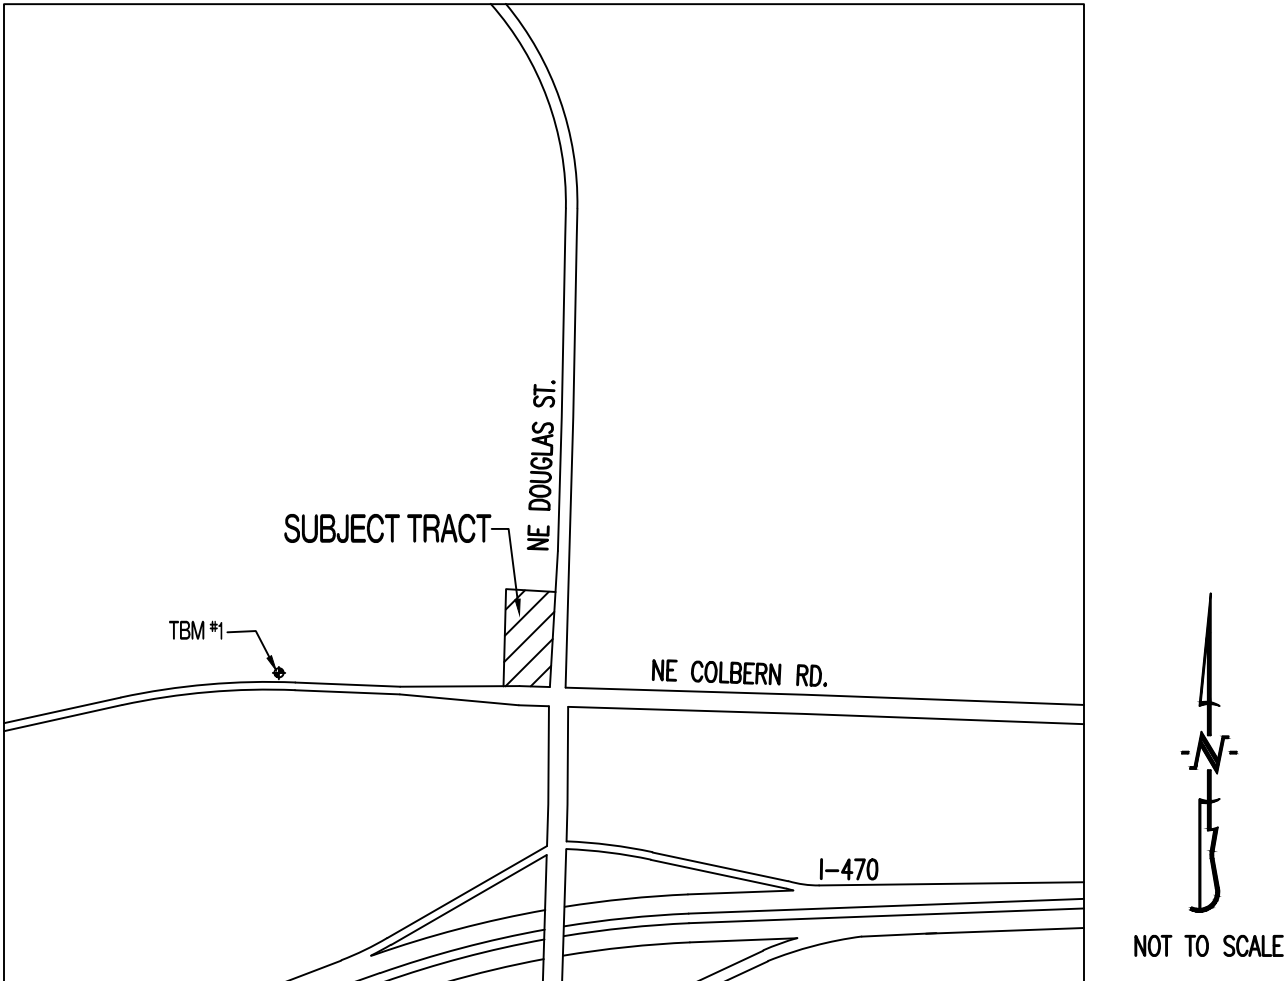 NE DOUGLAS ST.
SUBJECT TRACT
TBM #1
NE COLBERN RD.
I-470
N
NOT TO SCALE